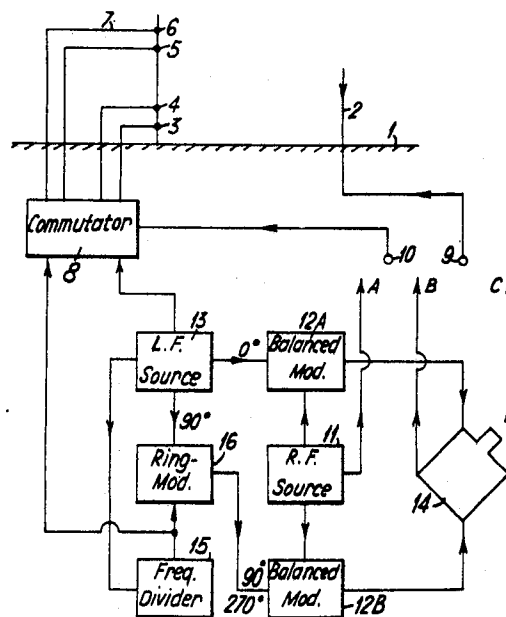 7
6
5
4
3
2
1
Commutator
8
10
9
A
B
C
13
L.F.
Source
0°
12A
Balanced
Mod.
90°
16
Ring-
Mod.
11
R.F.
Source
14
15
Freq.
Divider
90°
270°
Balanced
Mod.
12B